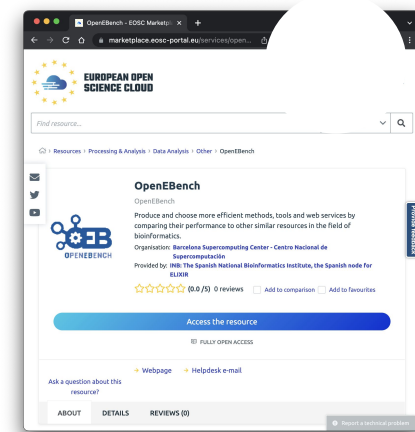 OpenEBench - EOSC Marketpl
marketplace.eosc-portal.eu/services/open...
EUROPEAN OPEN
SCIENCE CLOUD
Find resource...
Resources › Processing & Analysis › Data Analysis › Other › OpenEBench
OpenEBench
OpenEBench
Produce and choose more efficient methods, tools and web services by
comparing their performance to other similar resources in the field of
bioinformatics.
Organisation: Barcelona Supercomputing Center - Centro Nacional de
Supercomputación
Provided by: INB: The Spanish National Bioinformatics Institute, the Spanish node for
ELIXIR
OEB
OPENEBENCH
(0.0 /5) 0 reviews Add to comparison Add to favourites
Provide feedback
Access the resource
FULLY OPEN ACCESS
Webpage Helpdesk e-mail
Ask a question about this
resource?
ABOUT DETAILS REVIEWS (0)
Report a technical problem